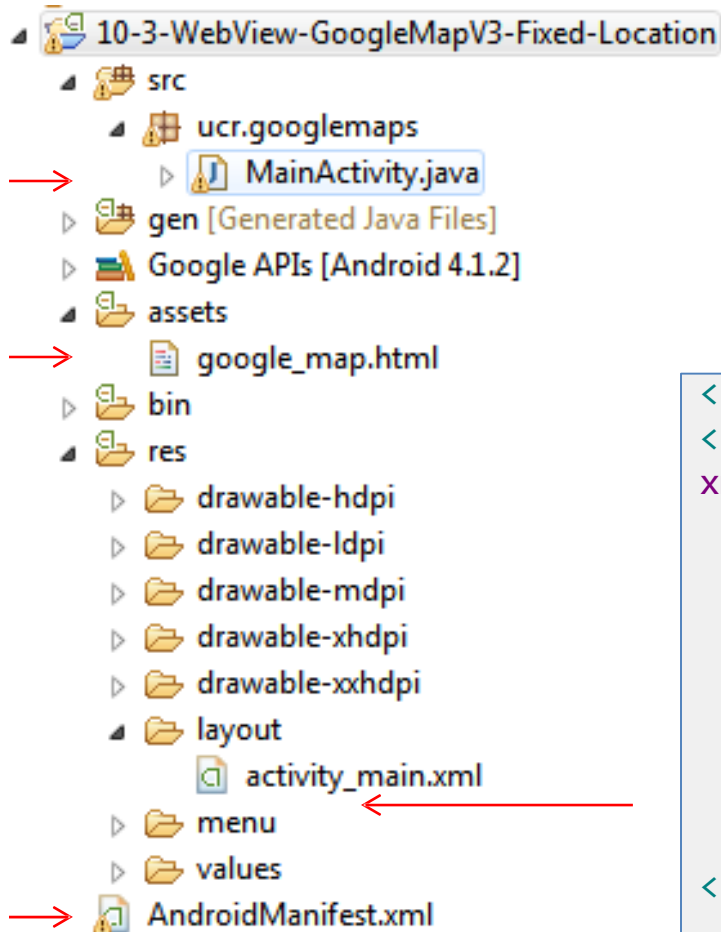 10-3-WebView-GoogleMapV3-Fixed-Location
src
ucr.googlemaps
MainActivity.java
gen [Generated Java Files]
Google APIs [Android 4.1.2]
assets
google_map.html
bin
<
<
res
x
drawable-hdpi
drawable-ldpi
drawable-mdpi
drawable-xhdpi
drawable-xxhdpi
layout
activity_main.xml
menu
values
<
AndroidManifest.xml